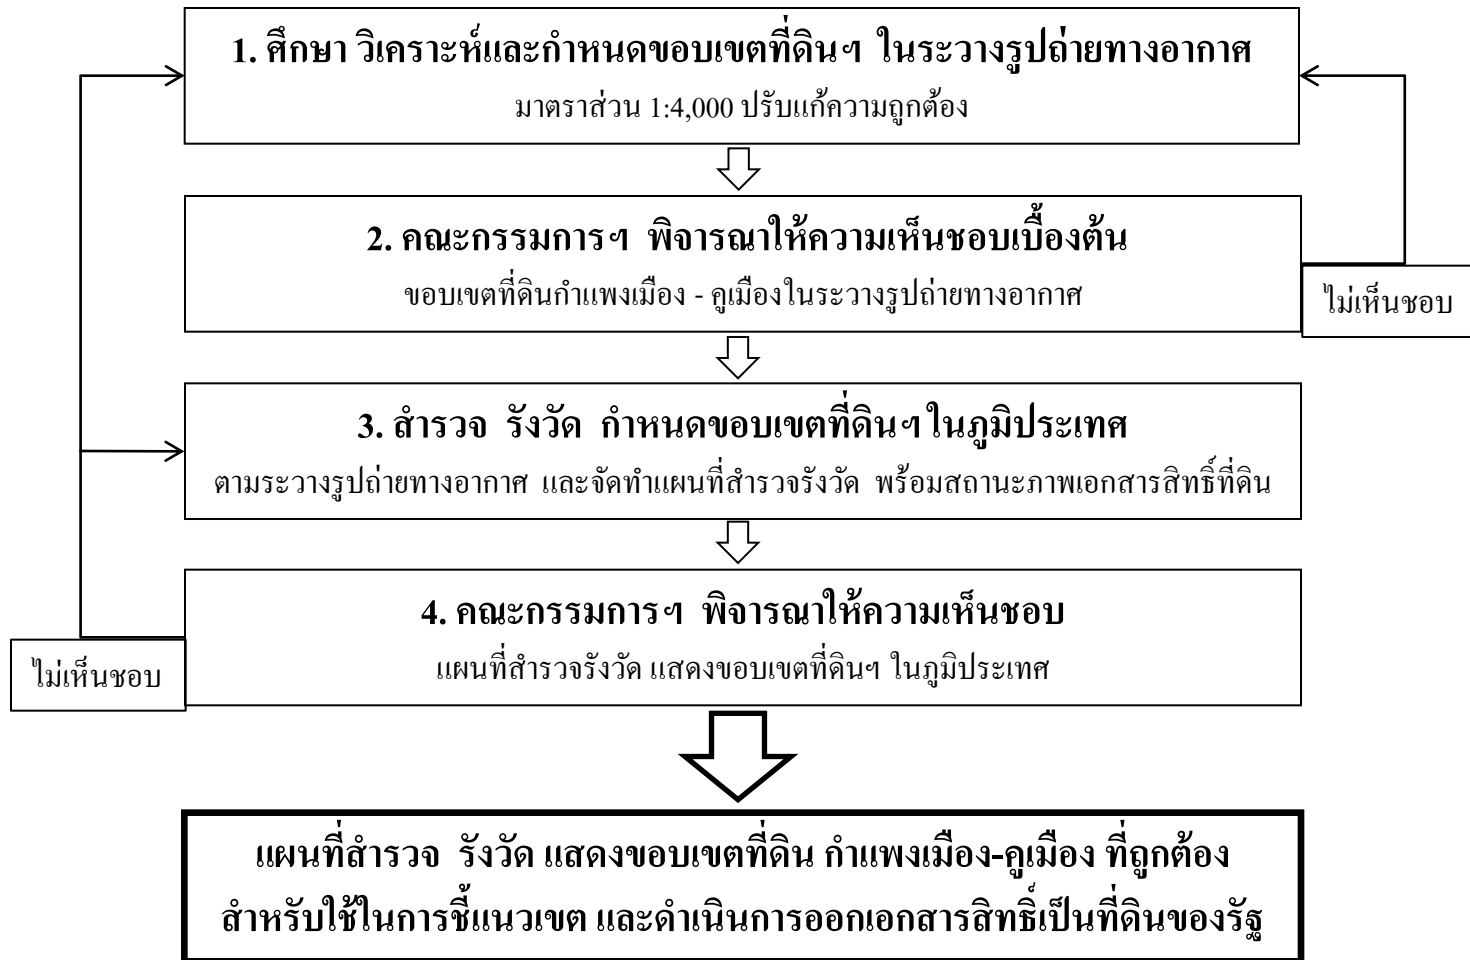 1. ศึกษา วิเคราะห์และกำหนดขอบเขตที่ดินฯ ในระวางรูปถ่ายทางอากาศ
มาตราส่วน 1:4,000 ปรับแก้ความถูกต้อง
2. คณะกรรมการฯ พิจารณาให้ความเห็นชอบเบื้องต้น
ขอบเขตที่ดินกำแพงเมือง - คูเมืองในระวางรูปถ่ายทางอากาศ
ไม่เห็นชอบ
3. สำรวจ รังวัด กำหนดขอบเขตที่ดินฯ ในภูมิประเทศ
ตามระวางรูปถ่ายทางอากาศ และจัดทำแผนที่สำรวจรังวัด พร้อมสถานะภาพเอกสารสิทธิ์ที่ดิน
4. คณะกรรมการฯ พิจารณาให้ความเห็นชอบ
แผนที่สำรวจรังวัด แสดงขอบเขตที่ดินฯ ในภูมิประเทศ
ไม่เห็นชอบ
แผนที่สำรวจ รังวัด แสดงขอบเขตที่ดิน กำแพงเมือง-คูเมือง ที่ถูกต้อง
สำหรับใช้ในการชี้แนวเขต และดำเนินการออกเอกสารสิทธิ์เป็นที่ดินของรัฐ